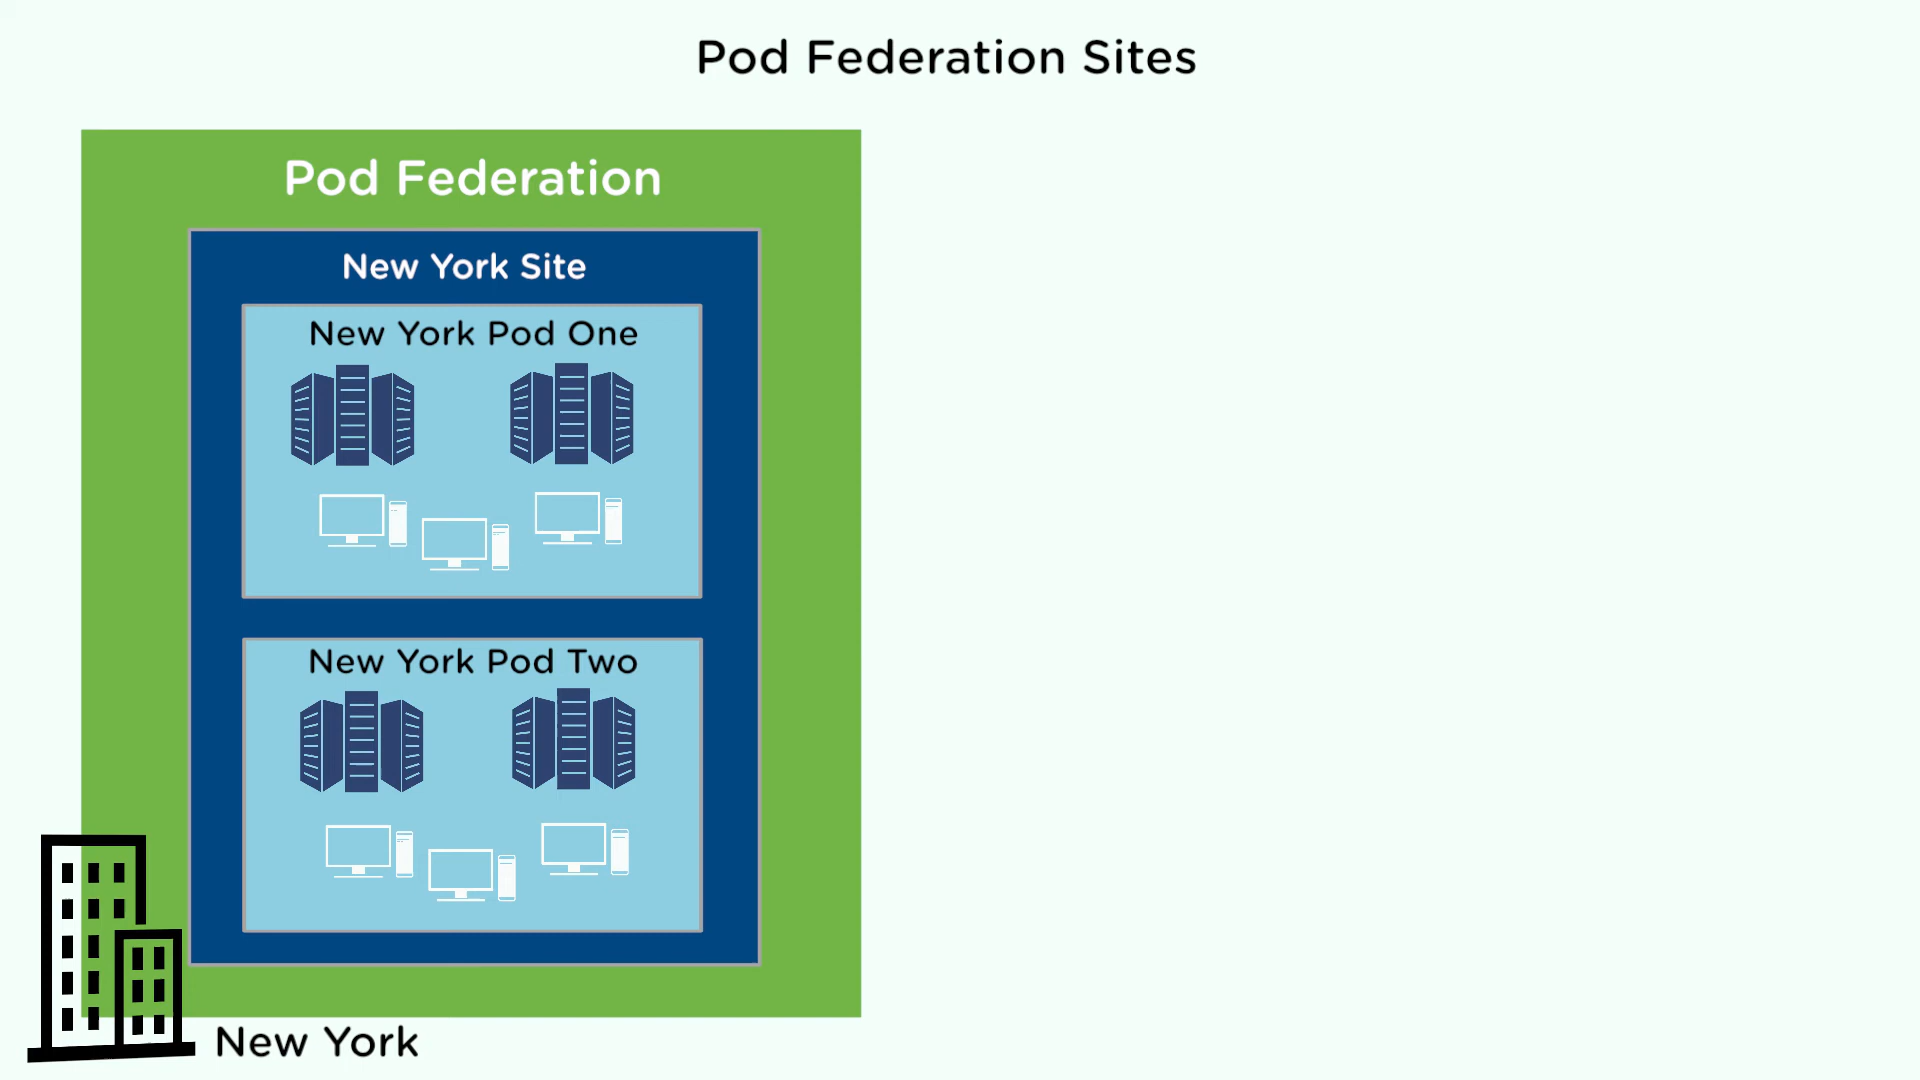 Pod Federation Sites
Pod Federation
New York Site
New York Pod One
New York Pod Two
New York